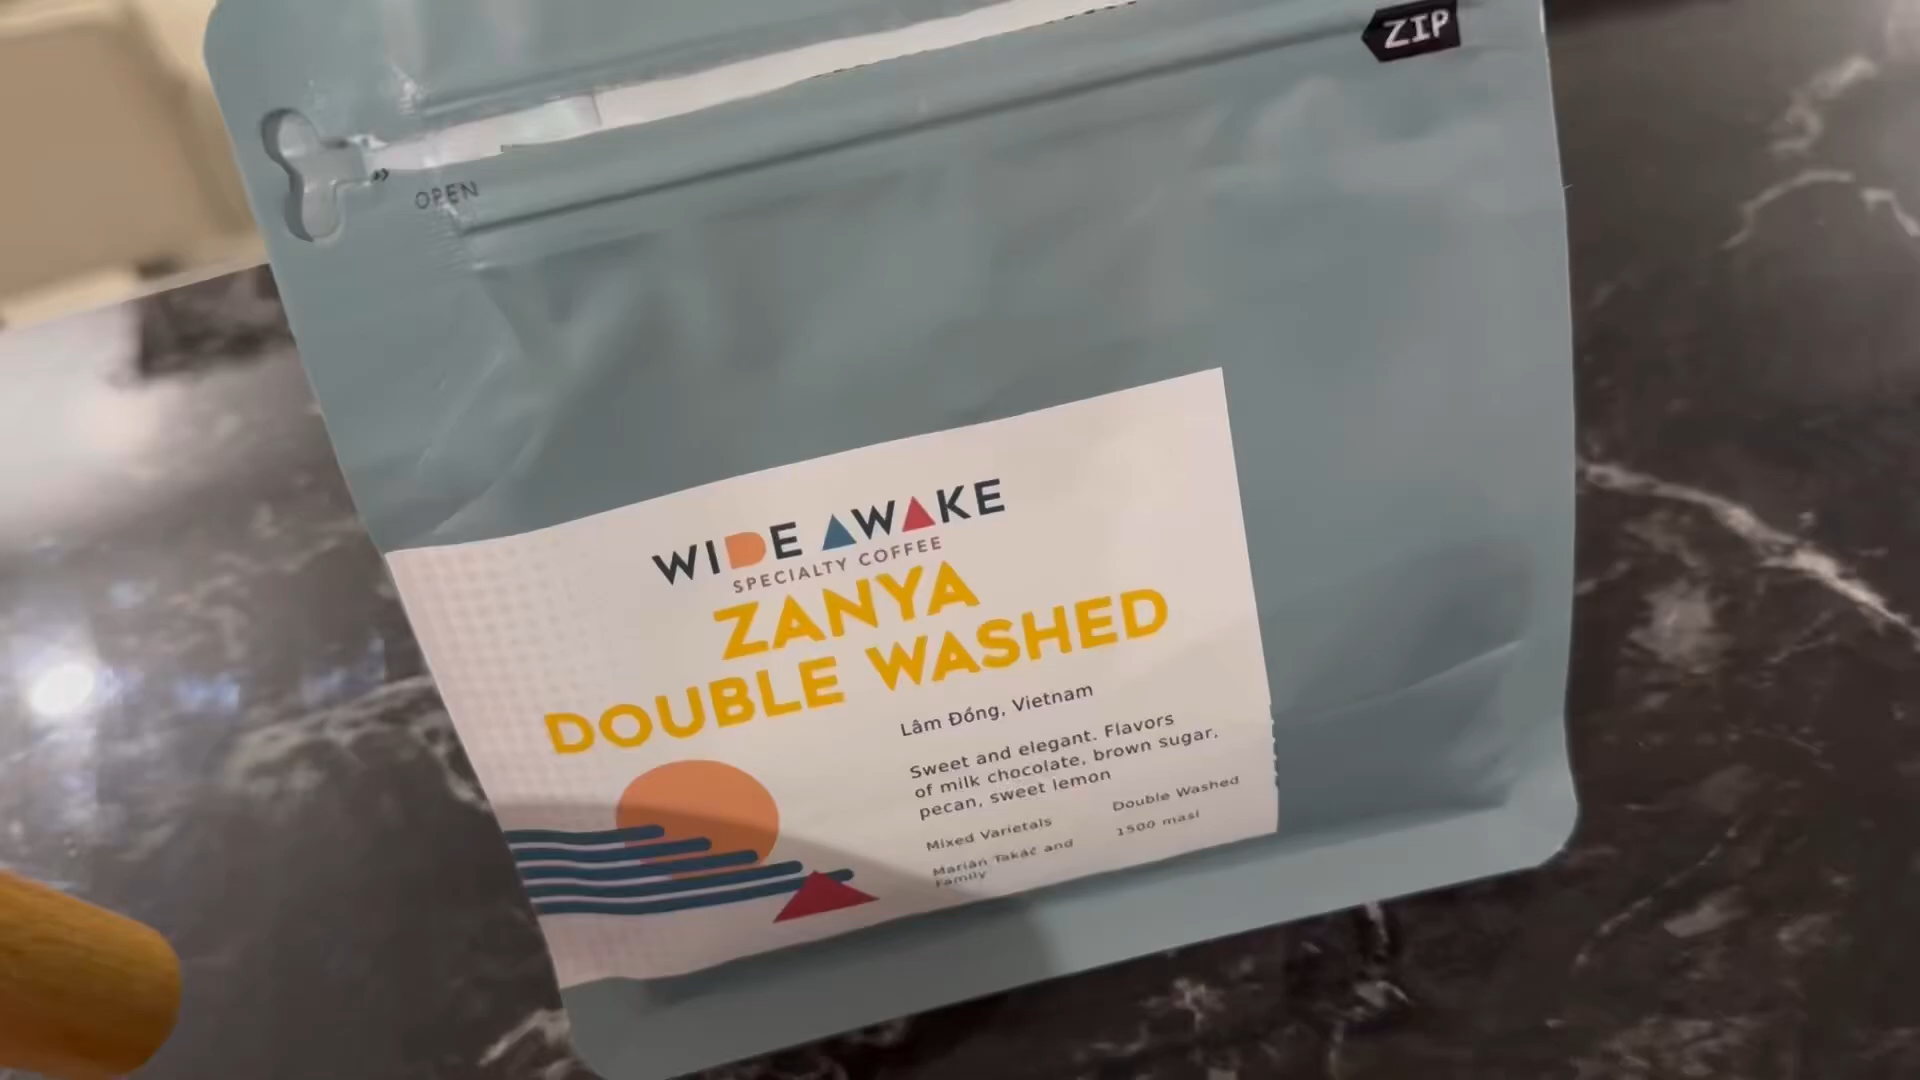 ZIP
» OPEN
WIDE AWAKE
SPECIALTY COFFEE
ZANYA
DOUBLE WASHED
Lâm Đồng, Vietnam
Sweet and elegant. Flavors
of milk chocolate, brown sugar,
pecan, sweet lemon
Mixed Varietals
Double Washed
Marián Takáč and
Family
1500 masl